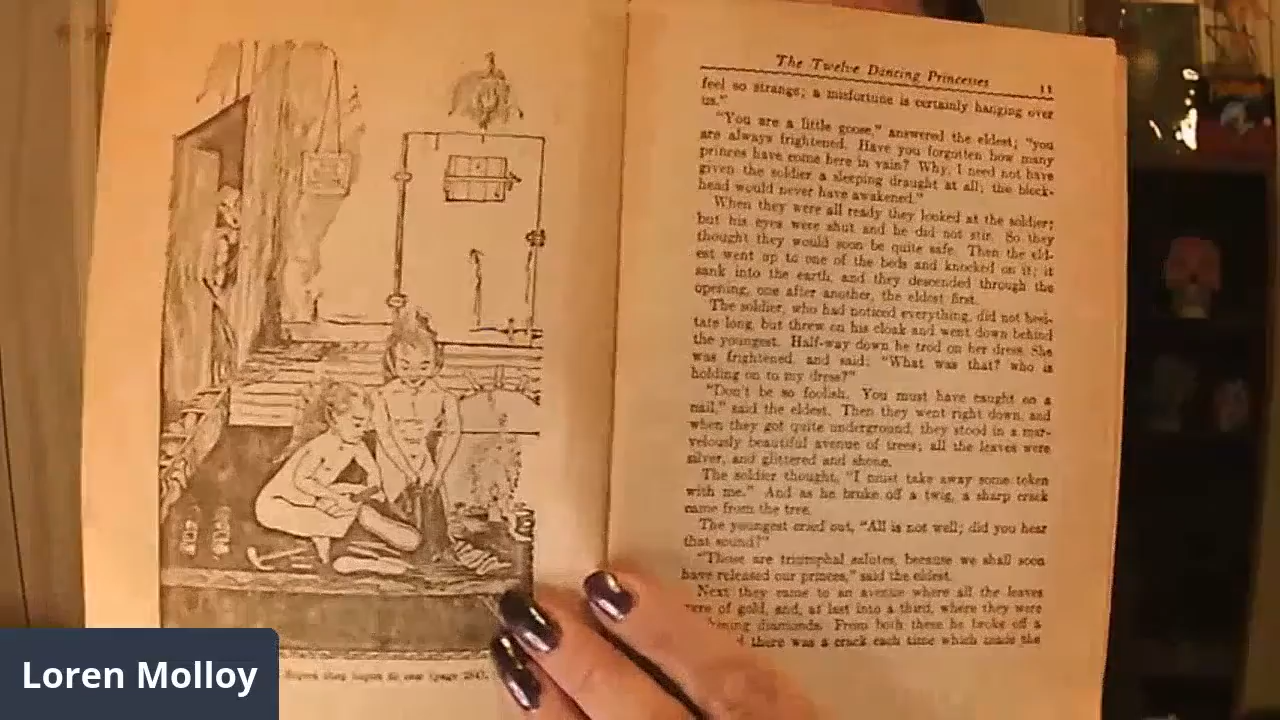 The Twelve Dancing Princesses 11
feel so strange; a misfortune is certainly hanging over
us."
"You are a little goose," answered the eldest; "you
are always frightened. Have you forgotten how many
princes have come here in vain? Why, I need not have
given the soldier a sleeping draught at all; the block-
head would never have awakened."
When they were all ready they looked at the soldier;
but his eyes were shut and he did not stir. So they
thought they would soon be quite safe. Then the eld-
est went up to one of the beds and knocked on it; it
sank into the earth, and they descended through the
opening, one after another, the eldest first.
The soldier, who had noticed everything, did not hesi-
tate long, but threw on his cloak and went down behind
the youngest. Half-way down he trod on her dress. She
was frightened, and said: "What was that? who is
holding on to my dress?"
"Don't be so foolish. You must have caught on a
nail," said the eldest. Then they went right down, and
when they got quite underground, they stood in a mar-
velously beautiful avenue of trees; all the leaves were
silver, and glittered and shone.
The soldier thought, "I must take away some token
with me." And as he broke off a twig, a sharp crack
came from the tree.
The youngest cried out, "All is not well; did you hear
that sound?"
"Those are triumphal salutes, because we shall soon
have released our princes," said the eldest.
Next they came to an avenue where all the leaves
were of gold, and, at last into a third, where they were
diamonds. From both these he broke off a
there was a crack each time which made the
they (page
Loren Molloy